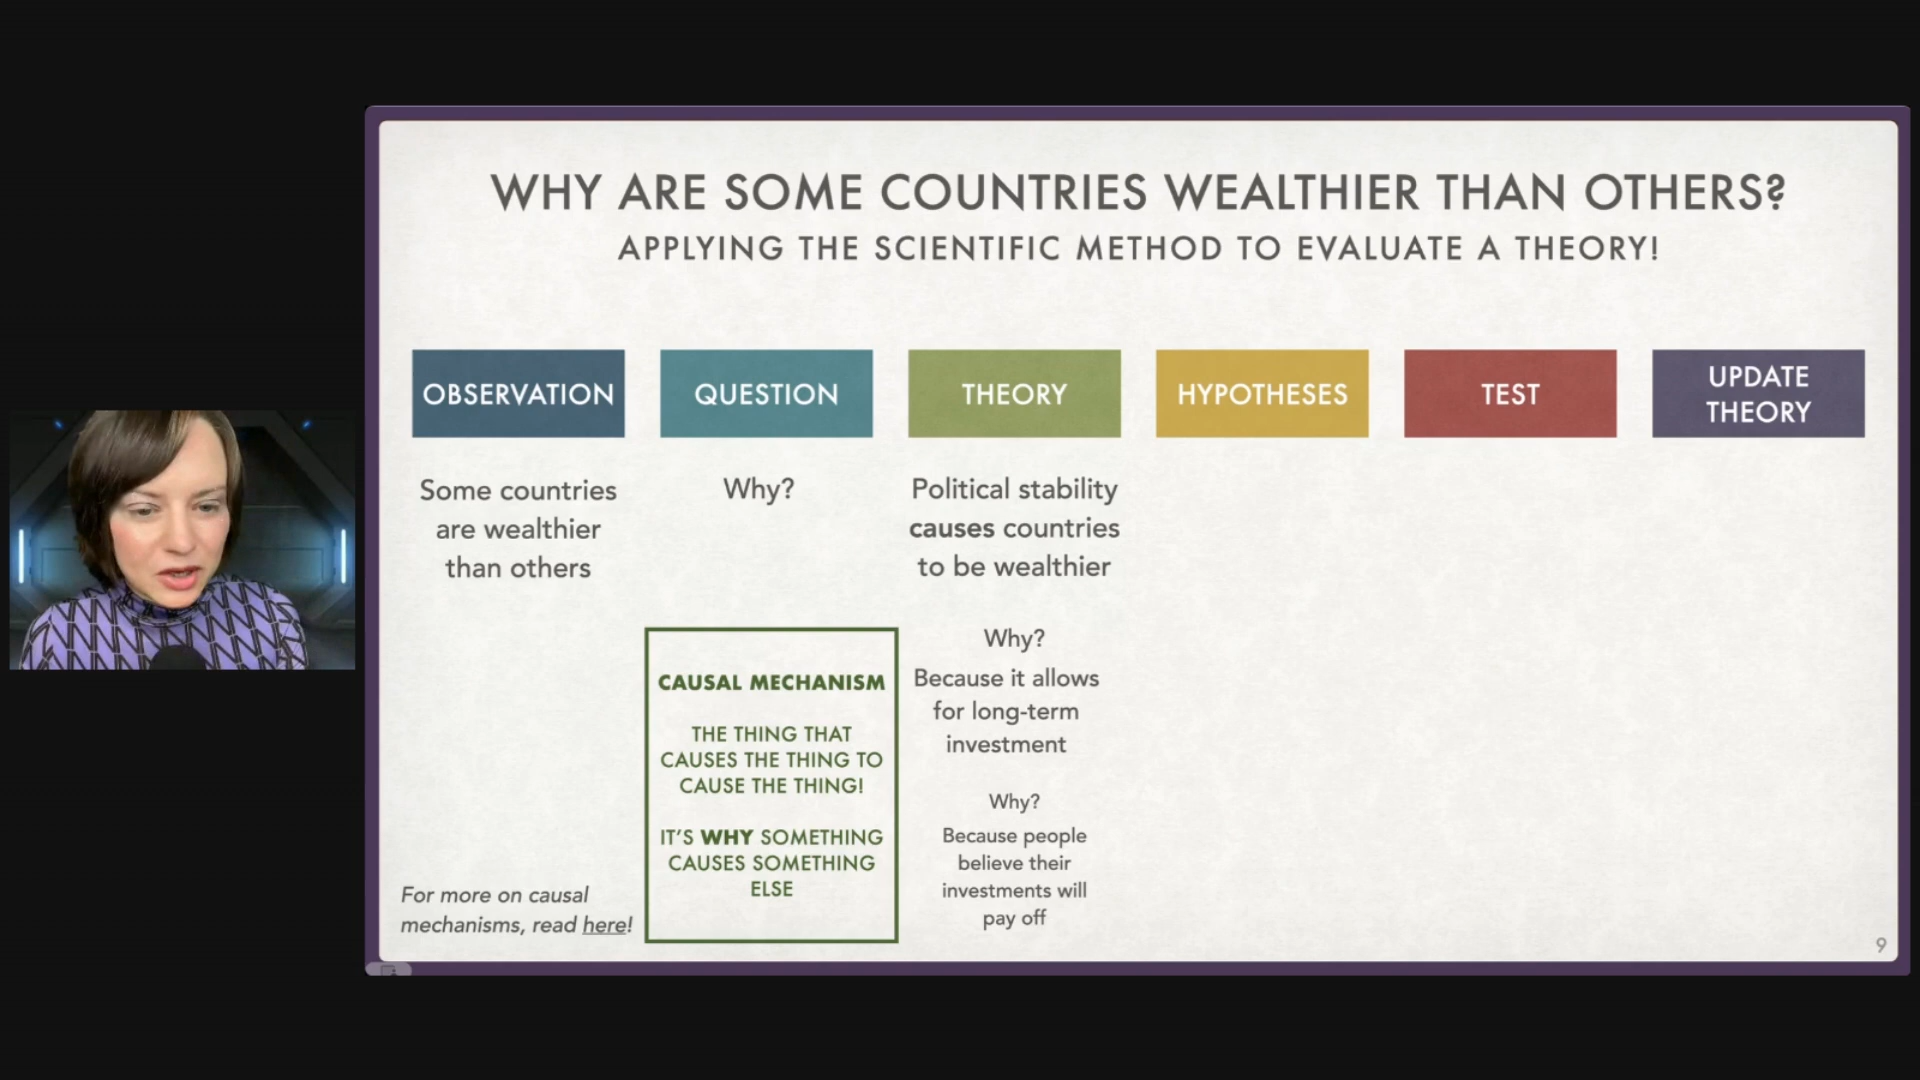 WHY ARE SOME COUNTRIES WEALTHIER THAN OTHERS?
APPLYING THE SCIENTIFIC METHOD TO EVALUATE A THEORY!
OBSERVATION
Some countries
are wealthier
than others
QUESTION
Why?
THEORY
Political stability
causes countries
to be wealthier
Why?
Because it allows
for long-term
investment
Why?
Because people
believe their
investments will
pay off
HYPOTHESES
TEST
UPDATE
THEORY
CAUSAL MECHANISM
THE THING THAT
CAUSES THE THING TO
CAUSE THE THING!
IT'S WHY SOMETHING
CAUSES SOMETHING
ELSE
For more on causal
mechanisms, read here!
9